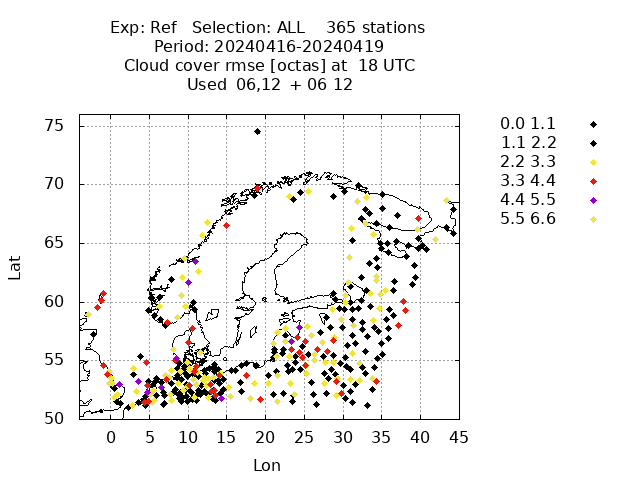 Exp: Ref   Selection: ALL    365 stations
Period: 20240416-20240419
Cloud cover rmse [octas] at  18 UTC
Used  06,12  + 06 12
0.0 1.1
1.1 2.2
2.2 3.3
3.3 4.4
4.4 5.5
5.5 6.6
75
70
65
60
55
50
Lat
0 5 10 15 20 25 30 35 40 45
Lon